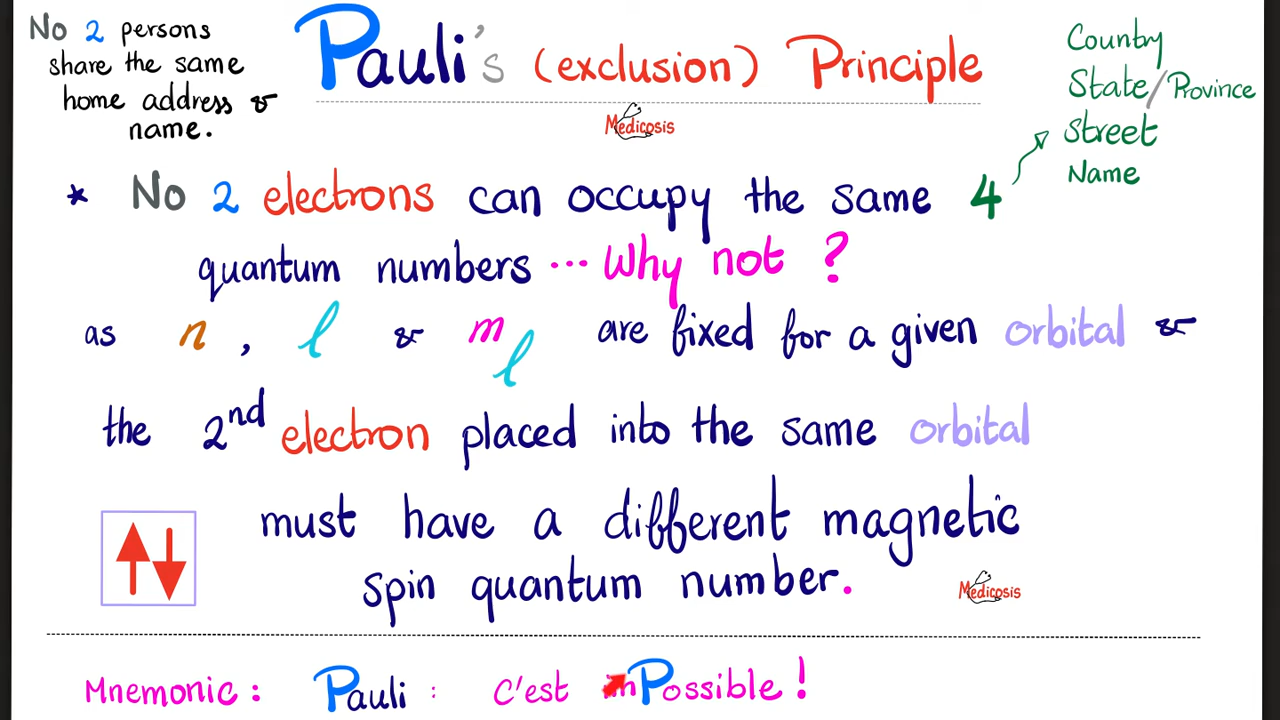 No 2 persons
share the same
home address &
name.
Pauli's (exclusion) Principle
Medicosis
Country
State/Province
Street
Name
* No 2 electrons can occupy the same 4
quantum numbers ... Why not ?
as n, l & ml are fixed for a given orbital &
the 2nd electron placed into the same orbital
must have a different magnetic
spin quantum number.
Medicosis
Mnemonic: Pauli: C'est imPossible!